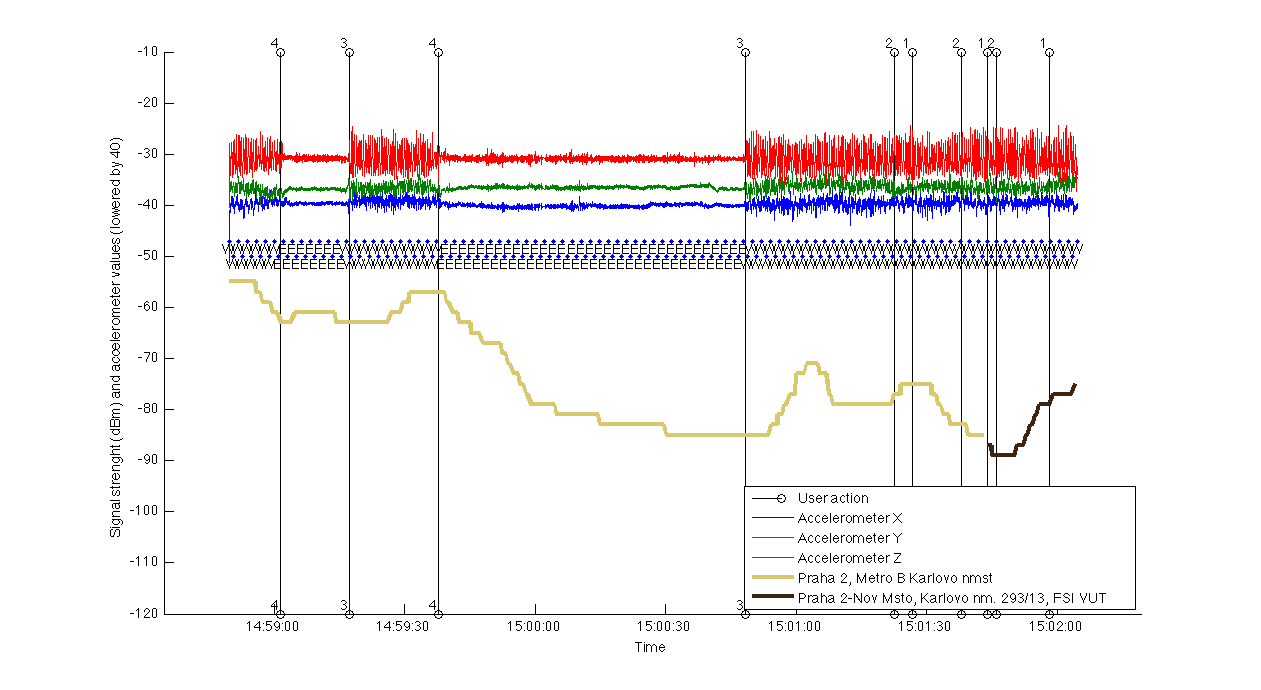 4 3 4 3 2 1 2 1 2 1
-10
-20
-30
-40
-50
-60
-70
-80
-90
-100
-110
-120
Signal strenght (dBm) and accelerometer values (lowered by 40)
User action
Accelerometer X
Accelerometer Y
Accelerometer Z
Praha 2, Metro B Karlovo nmst
Praha 2-Nov Msto, Karlovo nm. 293/13, FSI VUT
4 3 4 3
14:59:00 14:59:30 15:00:00 15:00:30 15:01:00 15:01:30 15:02:00
Time